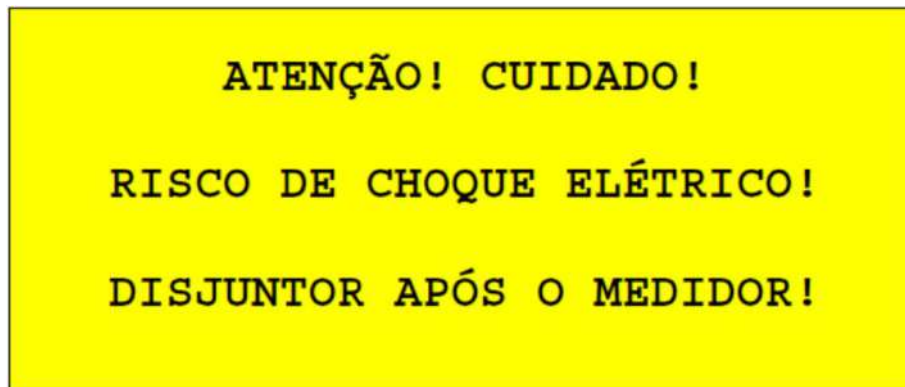 ATENÇÃO! CUIDADO!
RISCO DE CHOQUE ELÉTRICO!
DISJUNTOR APÓS O MEDIDOR!